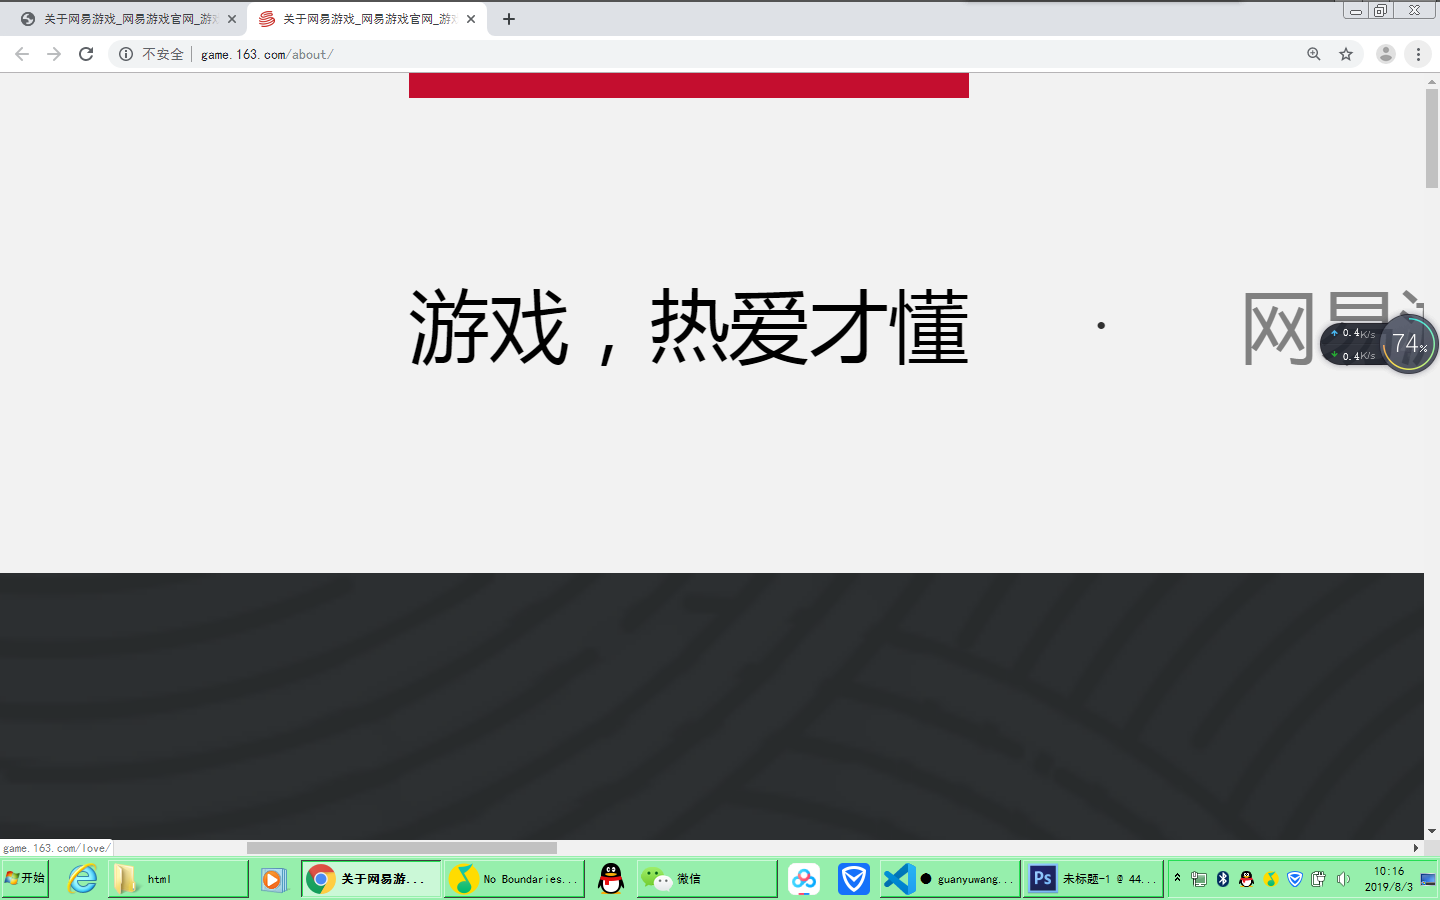 关于网易游戏_网易游戏官网_游戏
关于网易游戏_网易游戏官网_游戏
不安全
game.163.com/about/
游戏，热爱才懂
·
网易
0.4K/s
0.4K/s
74%
game.163.com/love/
开始
html
关于网易游...
No Boundaries...
微信
● guanyuwang...
Ps
未标题-1 @ 44...
10:16
2019/8/3